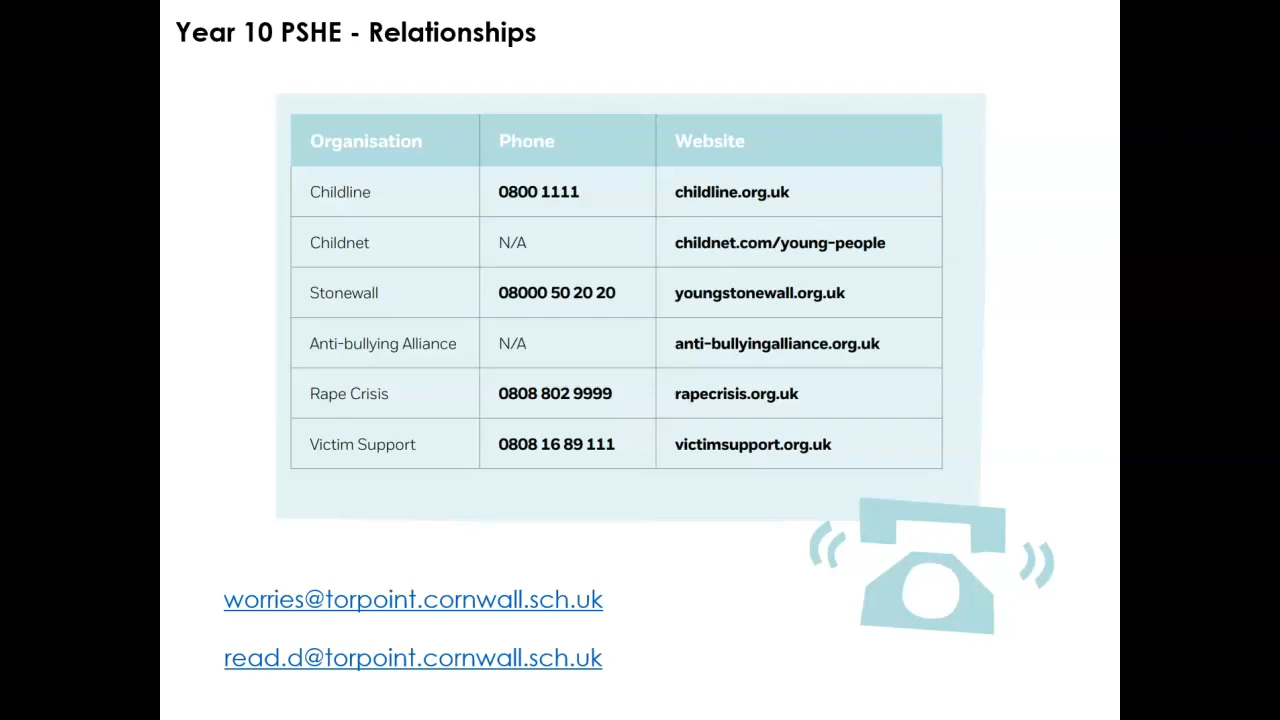 Year 10 PSHE - Relationships
Organisation Phone Website
Childline 0800 1111 childline.org.uk
Childnet N/A childnet.com/young-people
Stonewall 08000 50 20 20 youngstonewall.org.uk
Anti-bullying Alliance N/A anti-bullyingalliance.org.uk
Rape Crisis 0808 802 9999 rapecrisis.org.uk
Victim Support 0808 16 89 111 victimsupport.org.uk
worries@torpoint.cornwall.sch.uk
read.d@torpoint.cornwall.sch.uk